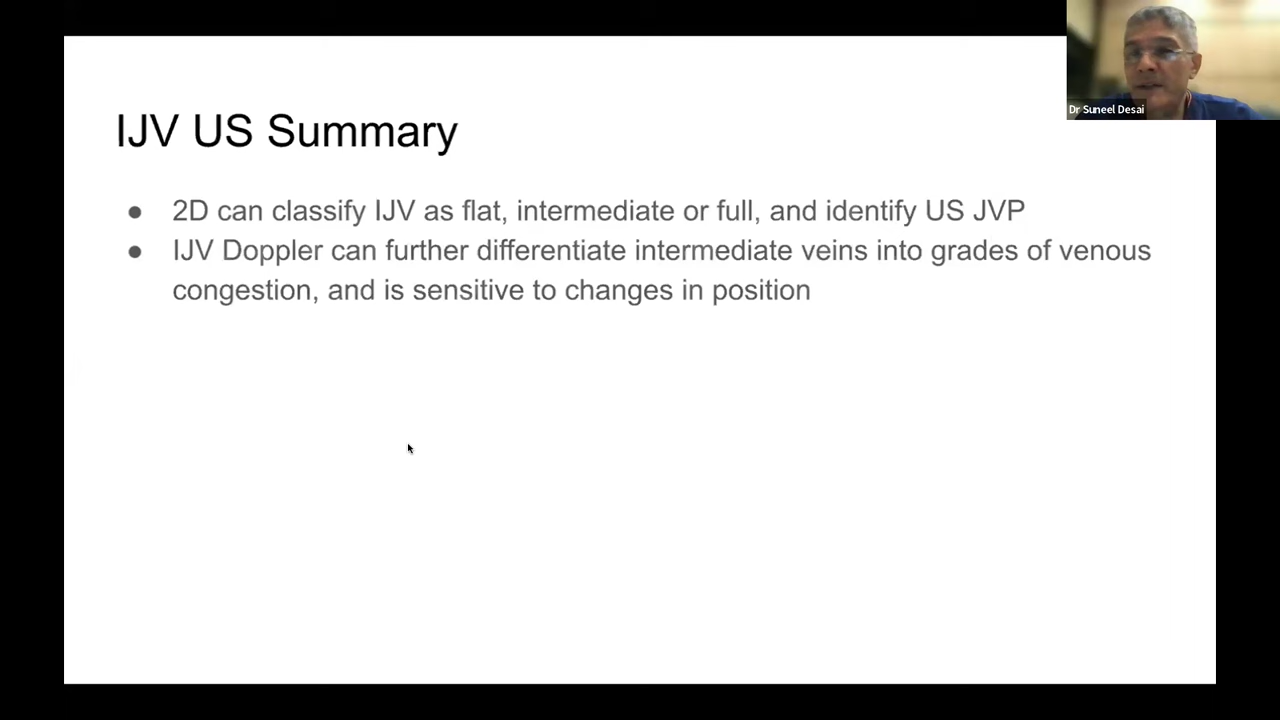 Dr Suneel Desai
IJV US Summary
● 2D can classify IJV as flat, intermediate or full, and identify US JVP
● IJV Doppler can further differentiate intermediate veins into grades of venous
congestion, and is sensitive to changes in position